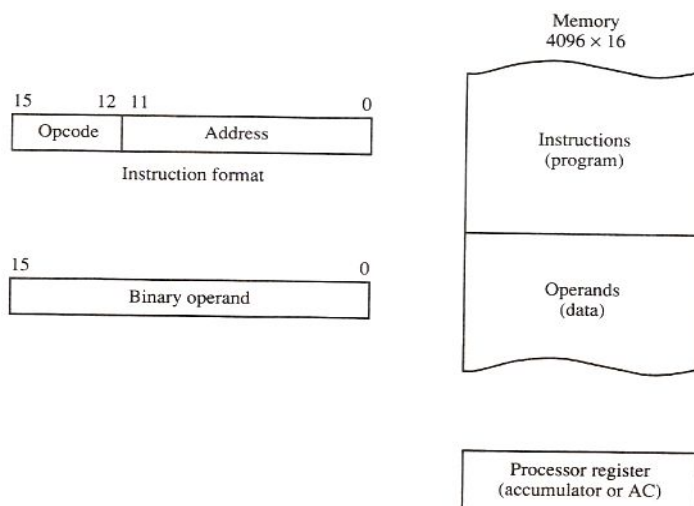 Memory
4096 × 16
15 12 11 0
Opcode Address
Instruction format
Instructions
(program)
15 0
Binary operand
Operands
(data)
Processor register
(accumulator or AC)